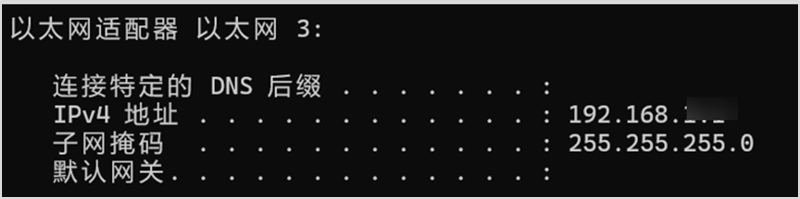 以太网适配器 以太网 3:
连接特定的 DNS 后缀 . . . . . . . :
IPv4 地址 . . . . . . . . . . . . : 192.168.
子网掩码 . . . . . . . . . . . . : 255.255.255.0
默认网关. . . . . . . . . . . . . :